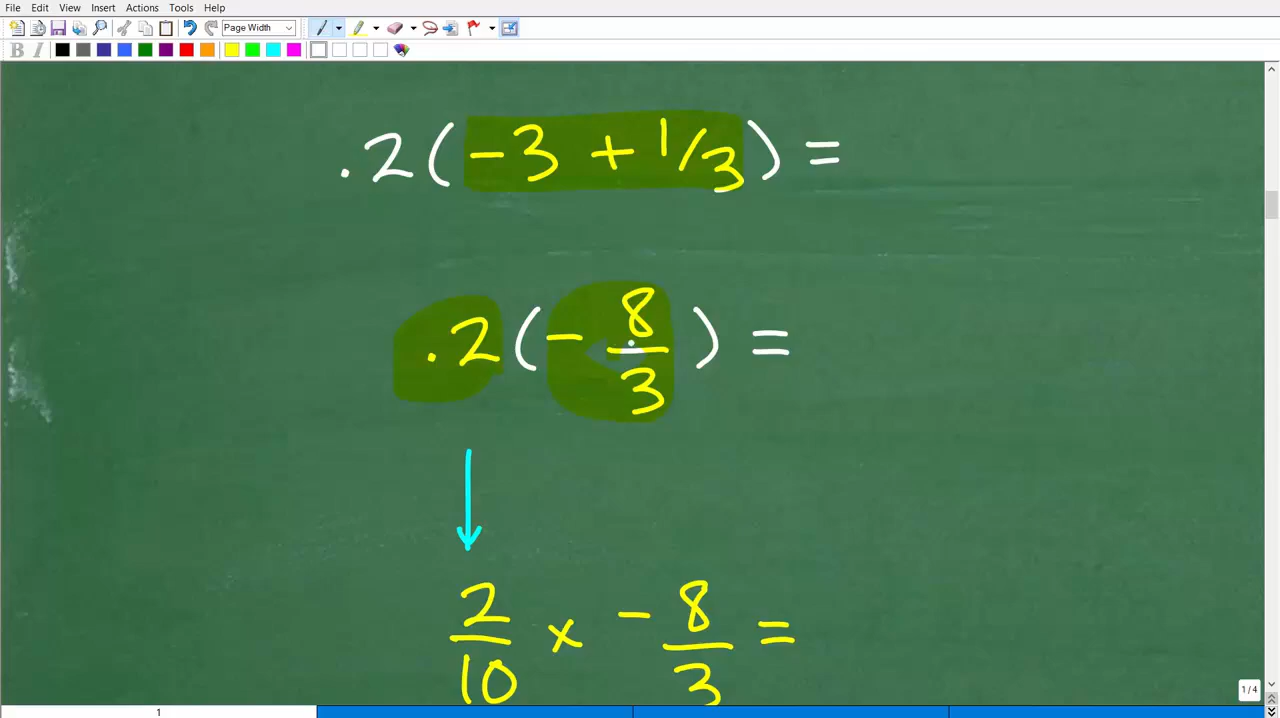 File Edit View Insert Actions Tools Help
Page Width
B I
.2(-3 + 1/3) =
.2(-8/3) =
2/10 x -8/3 =
1/4
1